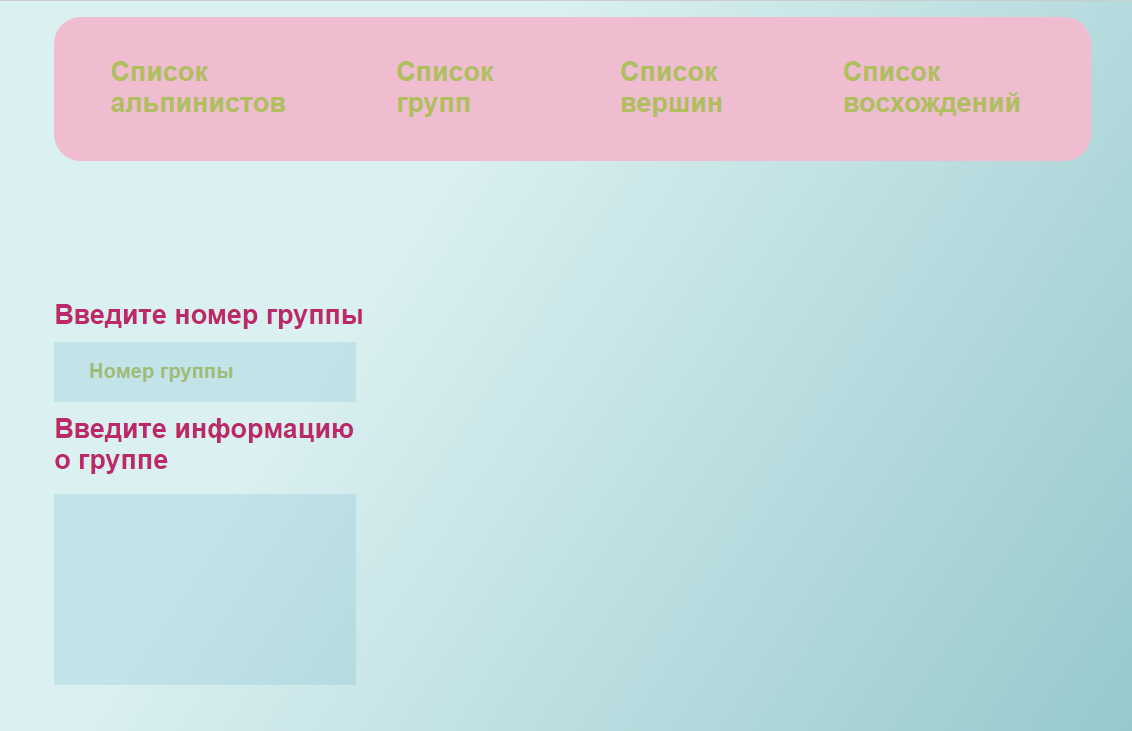 Список Список Список Список
альпинистов групп вершин восхождений
Введите номер группы
Номер группы
Введите информацию
о группе